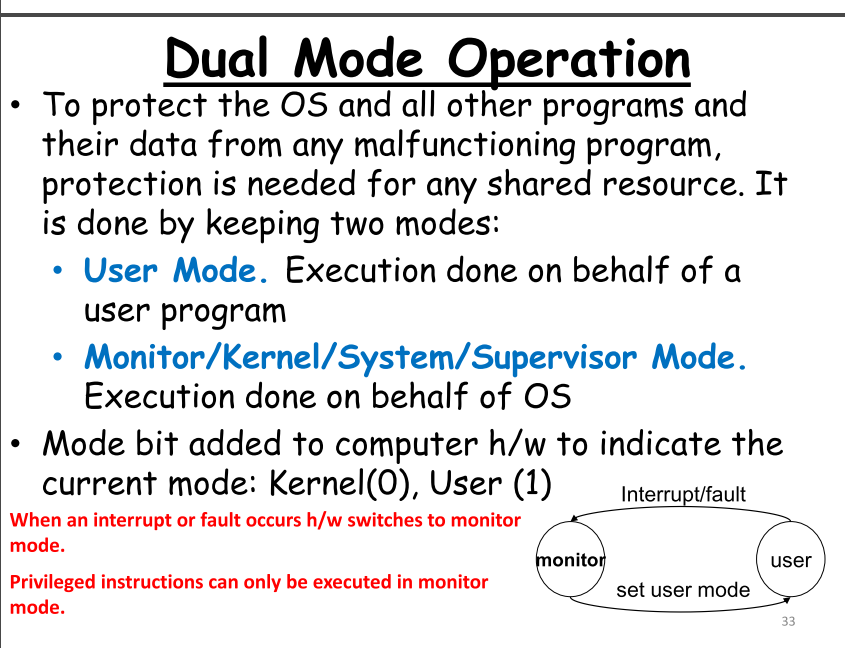 Dual Mode Operation
• To protect the OS and all other programs and
their data from any malfunctioning program,
protection is needed for any shared resource. It
is done by keeping two modes:
• User Mode. Execution done on behalf of a
user program
• Monitor/Kernel/System/Supervisor Mode.
Execution done on behalf of OS
• Mode bit added to computer h/w to indicate the
current mode: Kernel(0), User (1)
When an interrupt or fault occurs h/w switches to monitor
mode.
Privileged instructions can only be executed in monitor
mode.
Interrupt/fault
monitor
user
set user mode
33